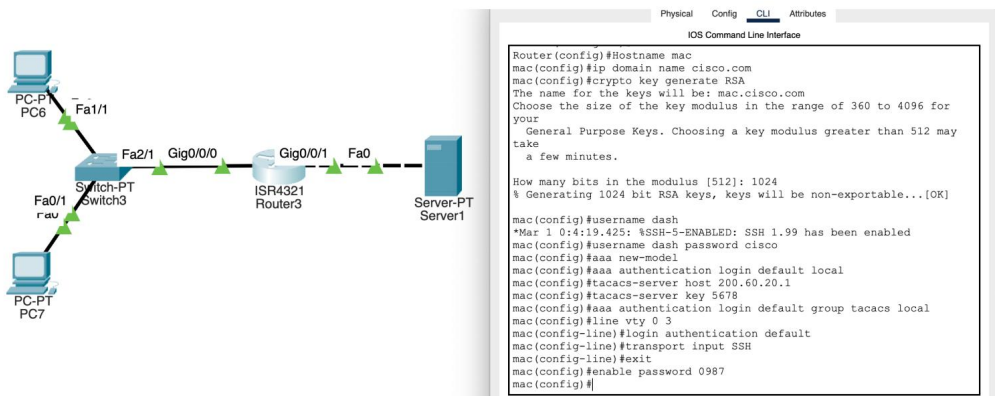 PC-PT
PC6
Fa1/1
Fa2/1
Gig0/0/0
Gig0/0/1
Fa0
Switch-PT
Switch3
Fa0/1
Fa0
ISR4321
Router3
Server-PT
Server1
PC-PT
PC7
Physical Config CLI Attributes
IOS Command Line Interface
Router(config)#Hostname mac
mac(config)#ip domain name cisco.com
mac(config)#crypto key generate RSA
The name for the keys will be: mac.cisco.com
Choose the size of the key modulus in the range of 360 to 4096 for
your
General Purpose Keys. Choosing a key modulus greater than 512 may
take
a few minutes.
How many bits in the modulus [512]: 1024
% Generating 1024 bit RSA keys, keys will be non-exportable...[OK]
mac(config)#username dash
*Mar 1 0:4:19.425: %SSH-5-ENABLED: SSH 1.99 has been enabled
mac(config)#username dash password cisco
mac(config)#aaa new-model
mac(config)#aaa authentication login default local
mac(config)#tacacs-server host 200.60.20.1
mac(config)#tacacs-server key 5678
mac(config)#aaa authentication login default group tacacs local
mac(config)#line vty 0 3
mac(config-line)#login authentication default
mac(config-line)#transport input SSH
mac(config-line)#exit
mac(config)#enable password 0987
mac(config)#